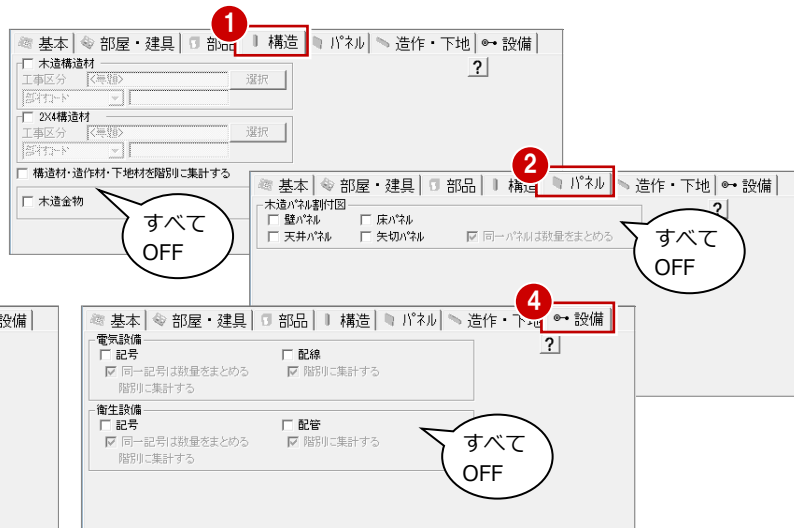 1
基本 部屋・建具 部品 構造 パネル 造作・下地 設備
?
木造構造材
工事区分 <無題> 選択
部材コード
2X4構造材
工事区分 <無題> 選択
部材コード
構造材・造作材・下地材を階別に集計する
木造金物
すべて
OFF
2
基本 部屋・建具 部品 構造 パネル 造作・下地 設備
?
木造パネル割付図
壁パネル 床パネル
天井パネル 矢切パネル 同一パネルは数量をまとめる
すべて
OFF
設備
4
基本 部屋・建具 部品 構造 パネル 造作・下地 設備
?
電気設備
記号 配線
同一記号は数量をまとめる 階別に集計する
階別に集計する
衛生設備
記号 配管
同一記号は数量をまとめる 階別に集計する
階別に集計する
すべて
OFF